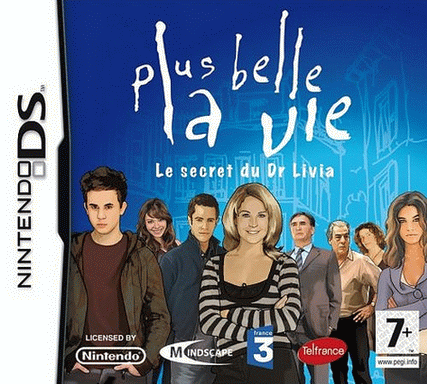 NINTENDO DS
plus belle
la vie
Le secret du Dr Livia
LICENSED BY
Nintendo
MINDSCAPE
france
3
Telfrance
7+
www.pegi.info